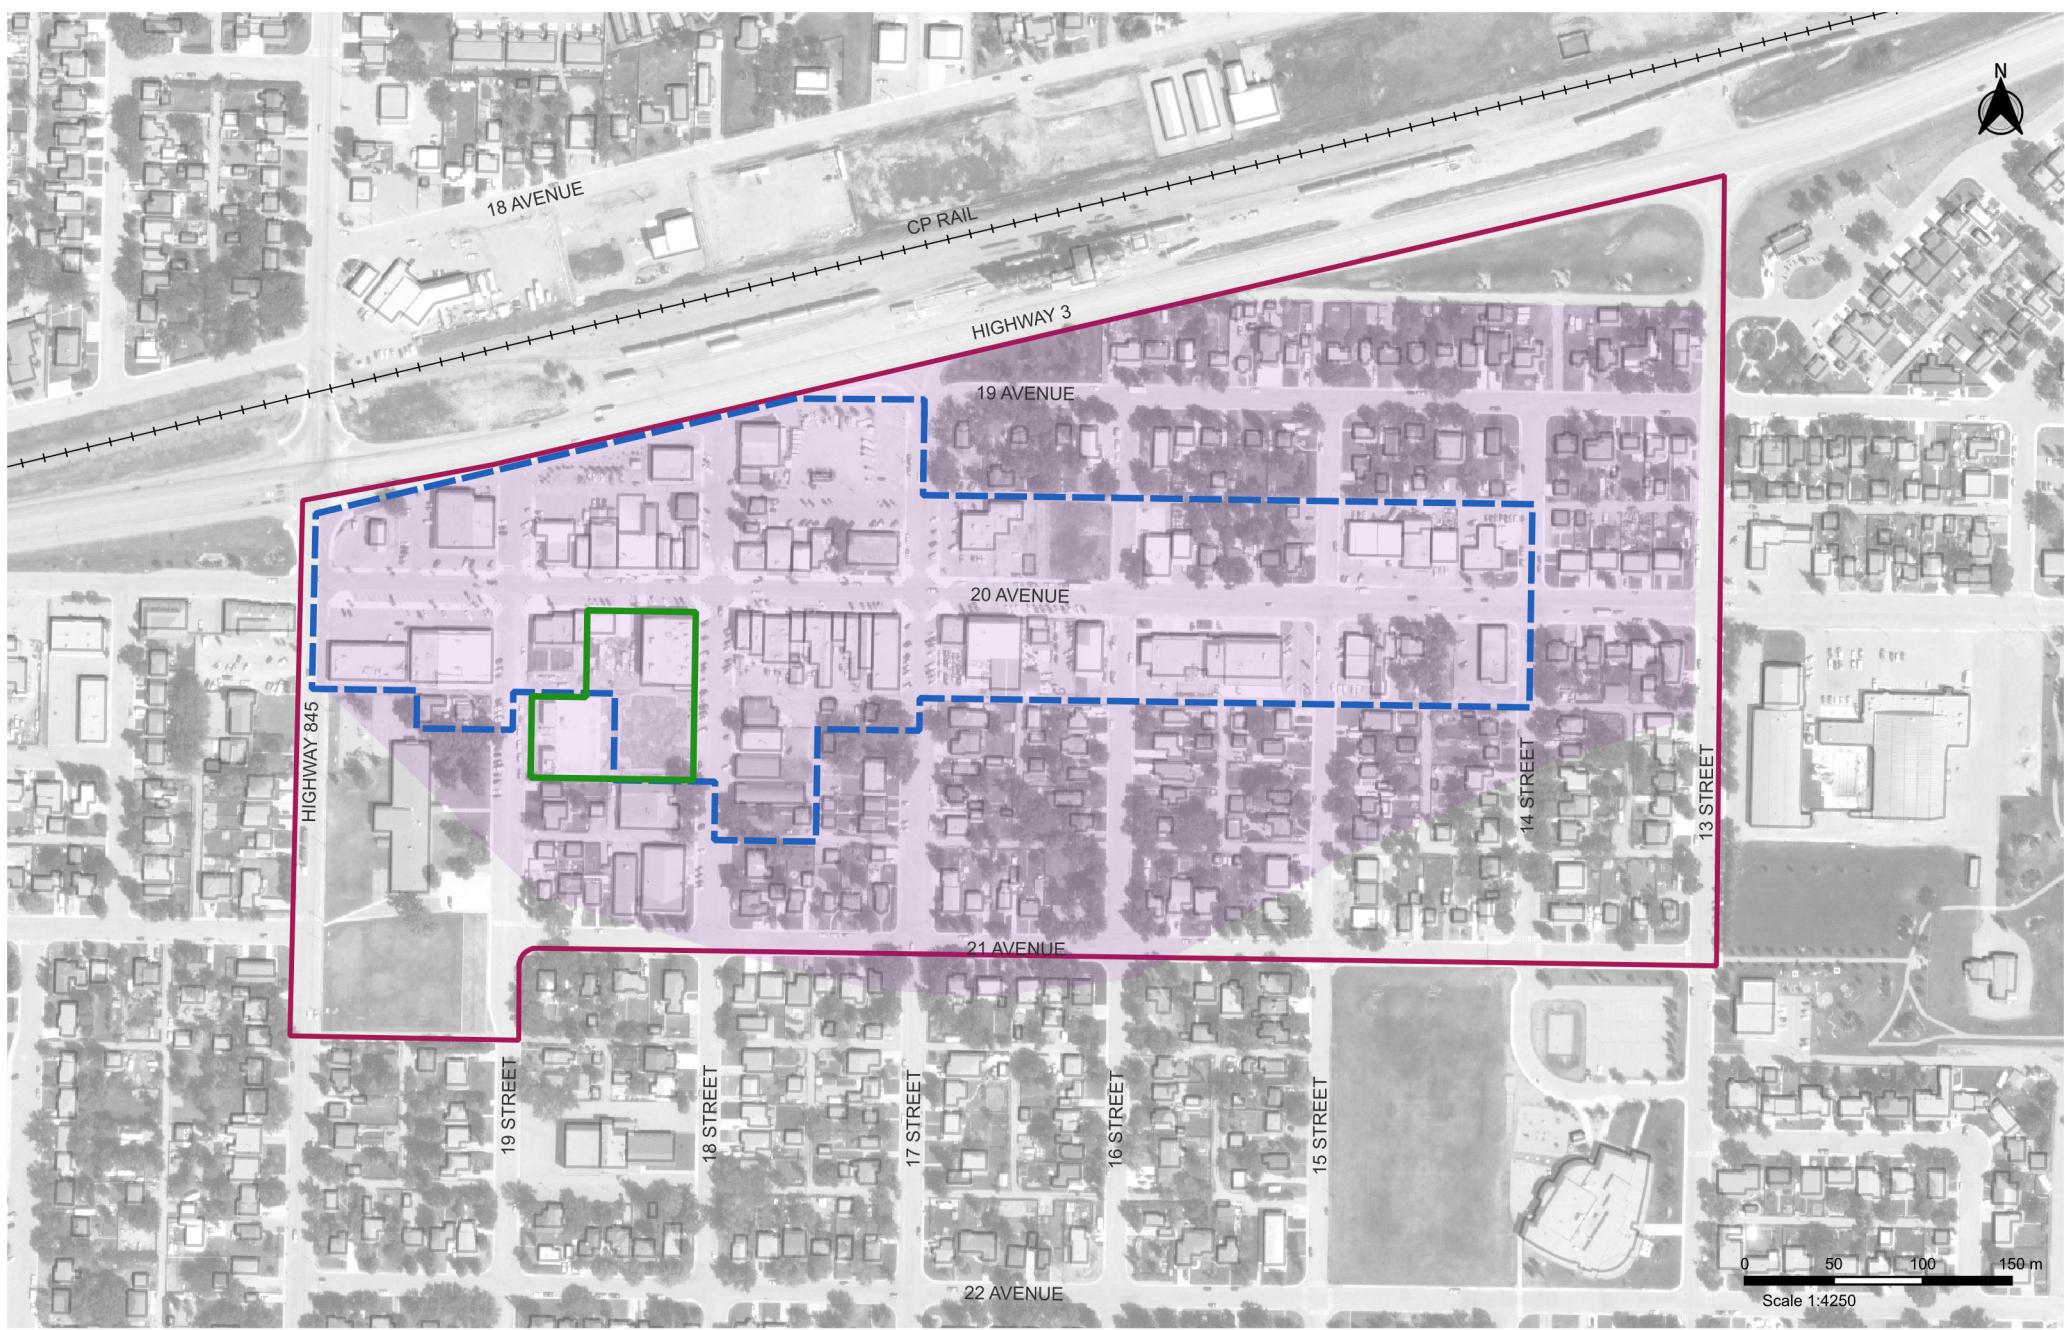 N
18 AVENUE
CP RAIL
HIGHWAY 3
19 AVENUE
20 AVENUE
HIGHWAY 845
14 STREET
13 STREET
21 AVENUE
19 STREET
18 STREET
17 STREET
16 STREET
15 STREET
22 AVENUE
0 50 100 150 m
Scale 1:4250